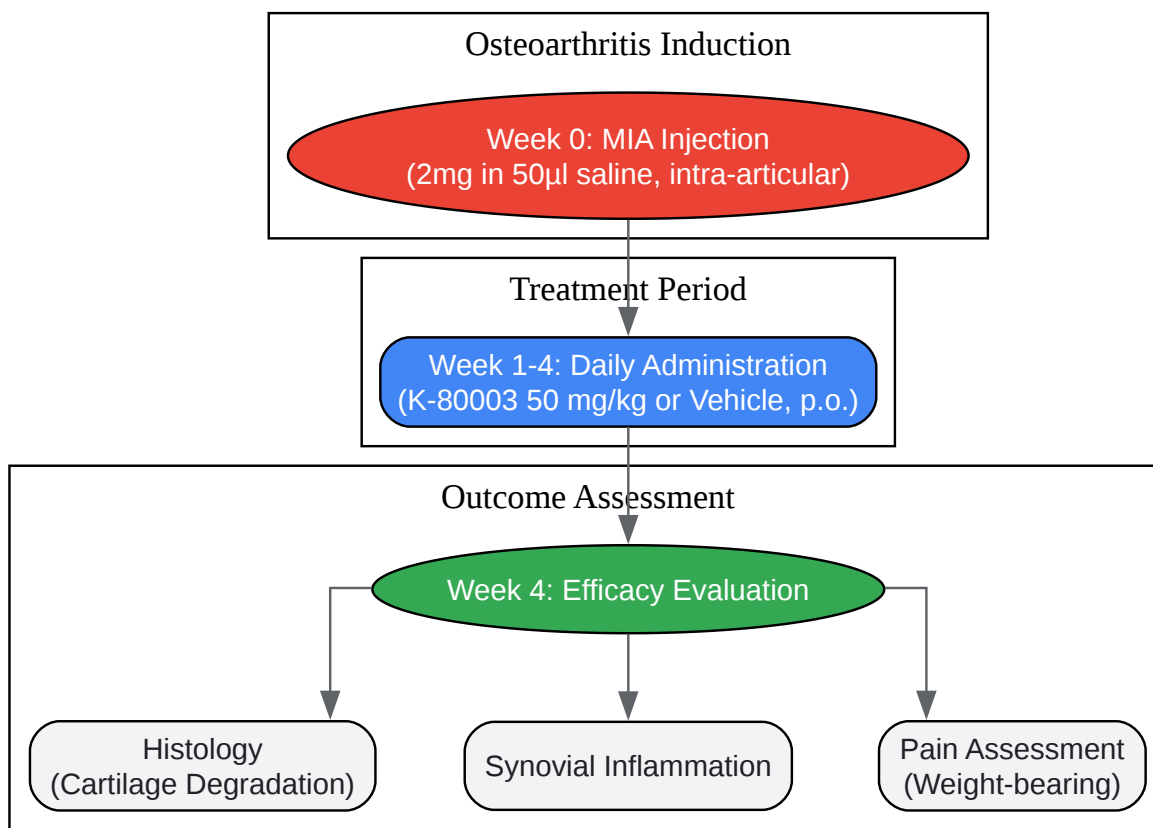 Osteoarthritis Induction
Week 0: MIA Injection
(2mg in 50µl saline, intra-articular)
Treatment Period
Week 1-4: Daily Administration
(K-80003 50 mg/kg or Vehicle, p.o.)
Outcome Assessment
Week 4: Efficacy Evaluation
Histology
(Cartilage Degradation)
Synovial Inflammation
Pain Assessment
(Weight-bearing)